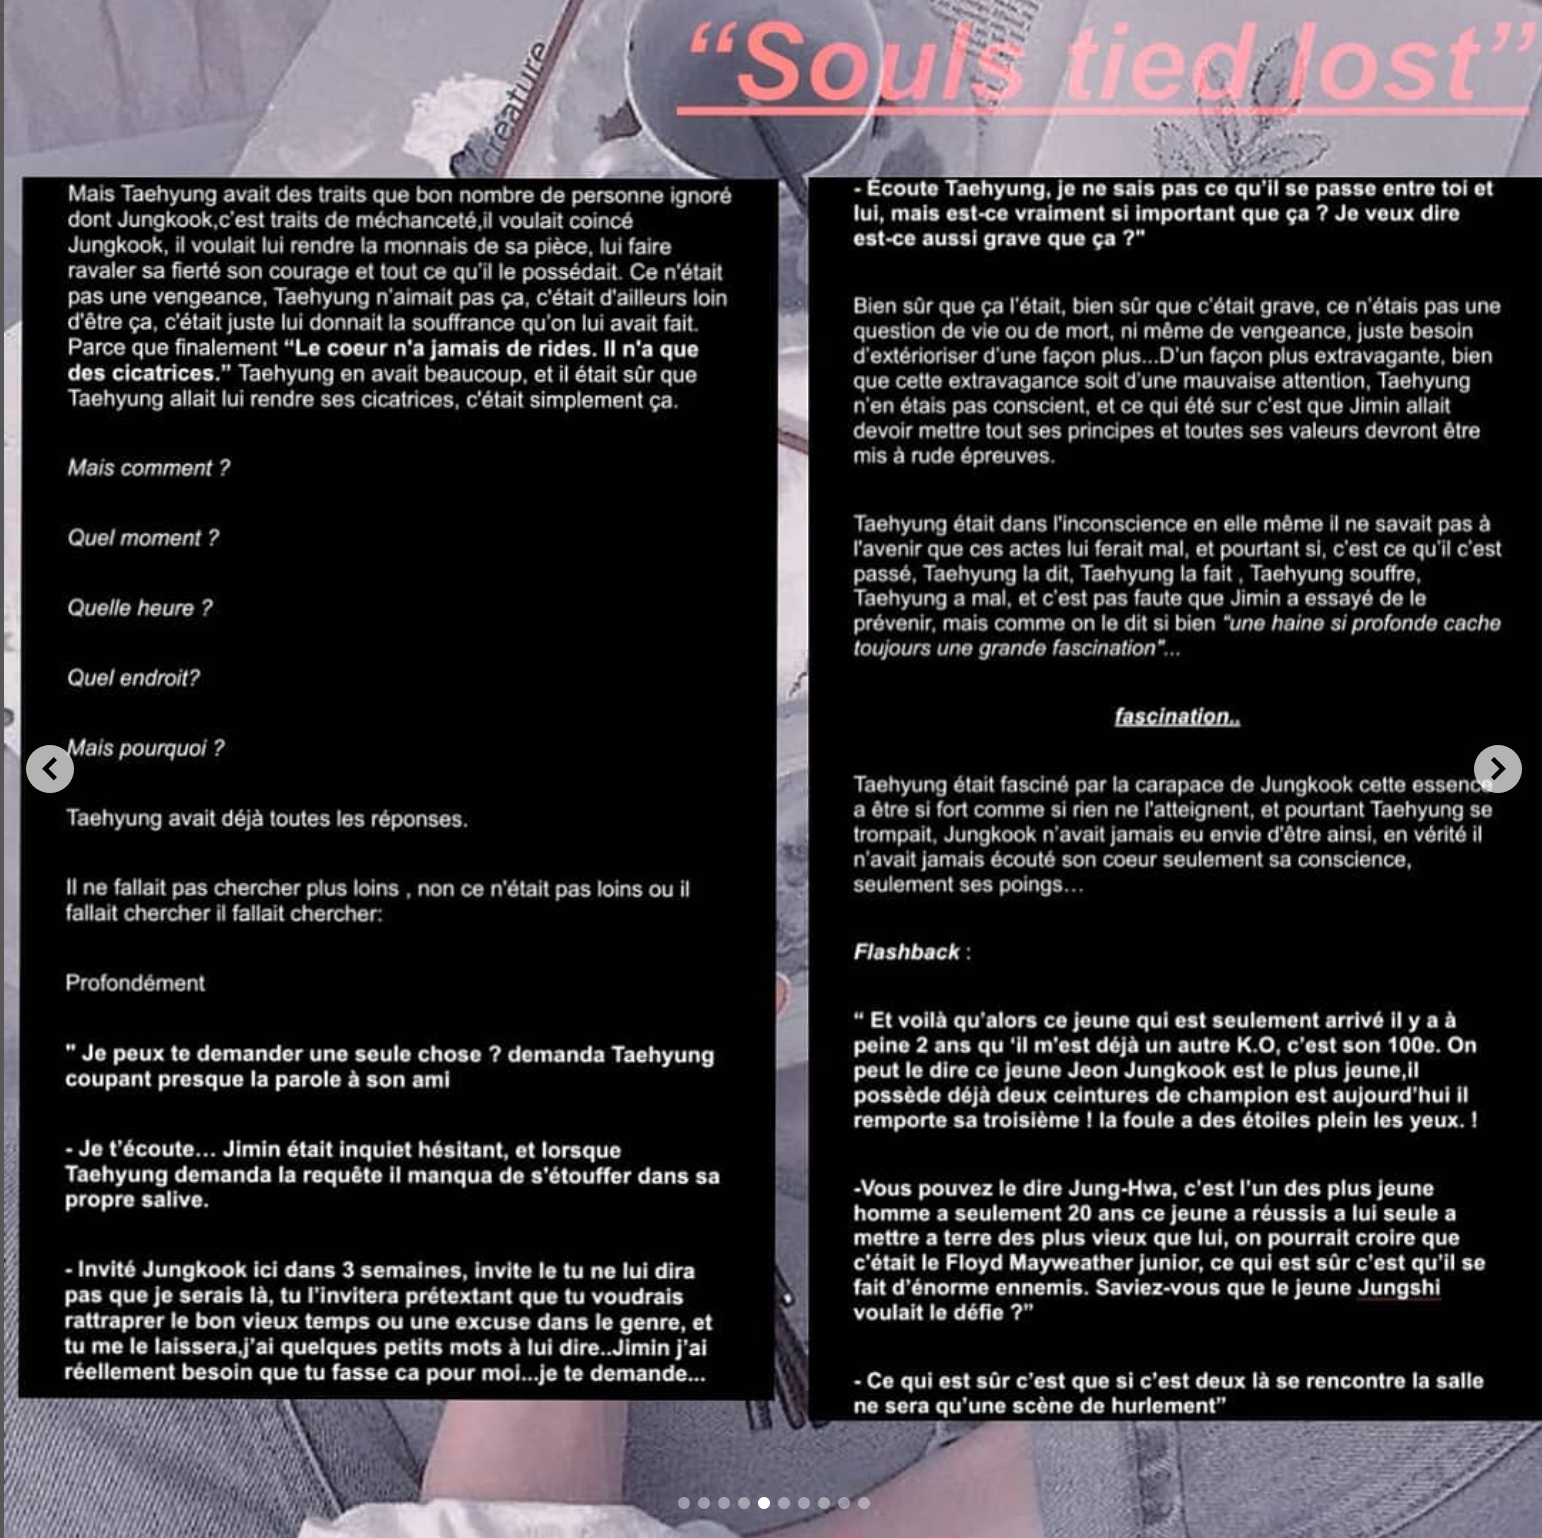 “Souls tied lost”
creature
Mais Taehyung avait des traits que bon nombre de personne ignoré
dont Jungkook,c'est traits de méchanceté,il voulait coincé
Jungkook, il voulait lui rendre la monnais de sa pièce, lui faire
ravaler sa fierté son courage et tout ce qu'il le possédait. Ce n'était
pas une vengeance, Taehyung n'aimait pas ça, c'était d'ailleurs loin
d'être ça, c'était juste lui donnait la souffrance qu'on lui avait fait.
Parce que finalement “Le coeur n'a jamais de rides. Il n'a que
des cicatrices.” Taehyung en avait beaucoup, et il était sûr que
Taehyung allait lui rendre ses cicatrices, c'était simplement ça.
Mais comment ?
Quel moment ?
Quelle heure ?
Quel endroit?
Mais pourquoi ?
Taehyung avait déjà toutes les réponses.
Il ne fallait pas chercher plus loins , non ce n'était pas loins ou il
fallait chercher il fallait chercher:
Profondément
" Je peux te demander une seule chose ? demanda Taehyung
coupant presque la parole à son ami
- Je t'écoute… Jimin était inquiet hésitant, et lorsque
Taehyung demanda la requête il manqua de s'étouffer dans sa
propre salive.
- Invité Jungkook ici dans 3 semaines, invite le tu ne lui dira
pas que je serais là, tu l'invitera prétextant que tu voudrais
rattraprer le bon vieux temps ou une excuse dans le genre, et
tu me le laissera,j'ai quelques petits mots à lui dire..Jimin j'ai
réellement besoin que tu fasse ca pour moi...je te demande...
- Écoute Taehyung, je ne sais pas ce qu'il se passe entre toi et
lui, mais est-ce vraiment si important que ça ? Je veux dire
est-ce aussi grave que ça ?"
Bien sûr que ça l'était, bien sûr que c'était grave, ce n'étais pas une
question de vie ou de mort, ni même de vengeance, juste besoin
d'extérioriser d'une façon plus...D'un façon plus extravagante, bien
que cette extravagance soit d'une mauvaise attention, Taehyung
n'en étais pas conscient, et ce qui été sur c'est que Jimin allait
devoir mettre tout ses principes et toutes ses valeurs devront être
mis à rude épreuves.
Taehyung était dans l'inconscience en elle même il ne savait pas à
l'avenir que ces actes lui ferait mal, et pourtant si, c'est ce qu'il c'est
passé, Taehyung la dit, Taehyung la fait , Taehyung souffre,
Taehyung a mal, et c'est pas faute que Jimin a essayé de le
prévenir, mais comme on le dit si bien “une haine si profonde cache
toujours une grande fascination"...
fascination..
Taehyung était fasciné par la carapace de Jungkook cette essence
a être si fort comme si rien ne l'atteignent, et pourtant Taehyung se
trompait, Jungkook n'avait jamais eu envie d'être ainsi, en vérité il
n'avait jamais écouté son coeur seulement sa conscience,
seulement ses poings…
Flashback :
“ Et voilà qu'alors ce jeune qui est seulement arrivé il y a à
peine 2 ans qu 'il m'est déjà un autre K.O, c'est son 100e. On
peut le dire ce jeune Jeon Jungkook est le plus jeune,il
possède déjà deux ceintures de champion est aujourd'hui il
remporte sa troisième ! la foule a des étoiles plein les yeux. !
-Vous pouvez le dire Jung-Hwa, c'est l'un des plus jeune
homme a seulement 20 ans ce jeune a réussis a lui seule a
mettre a terre des plus vieux que lui, on pourrait croire que
c'était le Floyd Mayweather junior, ce qui est sûr c'est qu'il se
fait d'énorme ennemis. Saviez-vous que le jeune Jungshi
voulait le défie ?”
- Ce qui est sûr c'est que si c'est deux là se rencontre la salle
ne sera qu'une scène de hurlement”